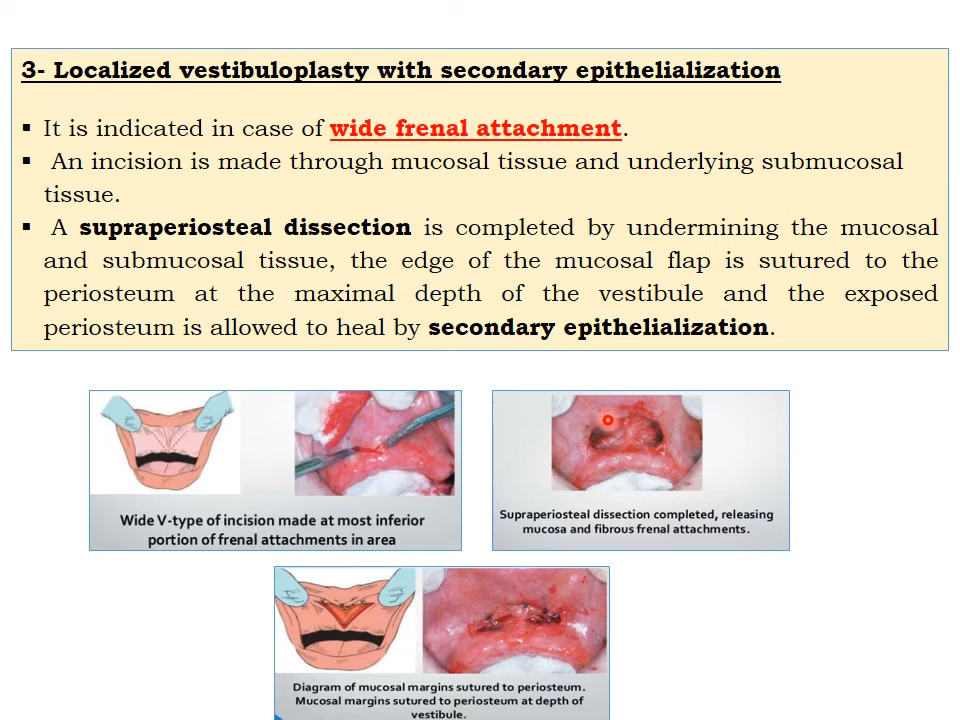 3- Localized vestibuloplasty with secondary epithelialization
▪ It is indicated in case of wide frenal attachment.
▪ An incision is made through mucosal tissue and underlying submucosal
tissue.
▪ A supraperiosteal dissection is completed by undermining the mucosal
and submucosal tissue, the edge of the mucosal flap is sutured to the
periosteum at the maximal depth of the vestibule and the exposed
periosteum is allowed to heal by secondary epithelialization.
Wide V-type of incision made at most inferior
portion of frenal attachments in area
Supraperiosteal dissection completed, releasing
mucosa and fibrous frenal attachments.
Diagram of mucosal margins sutured to periosteum.
Mucosal margins sutured to periosteum at depth of
vestibule.